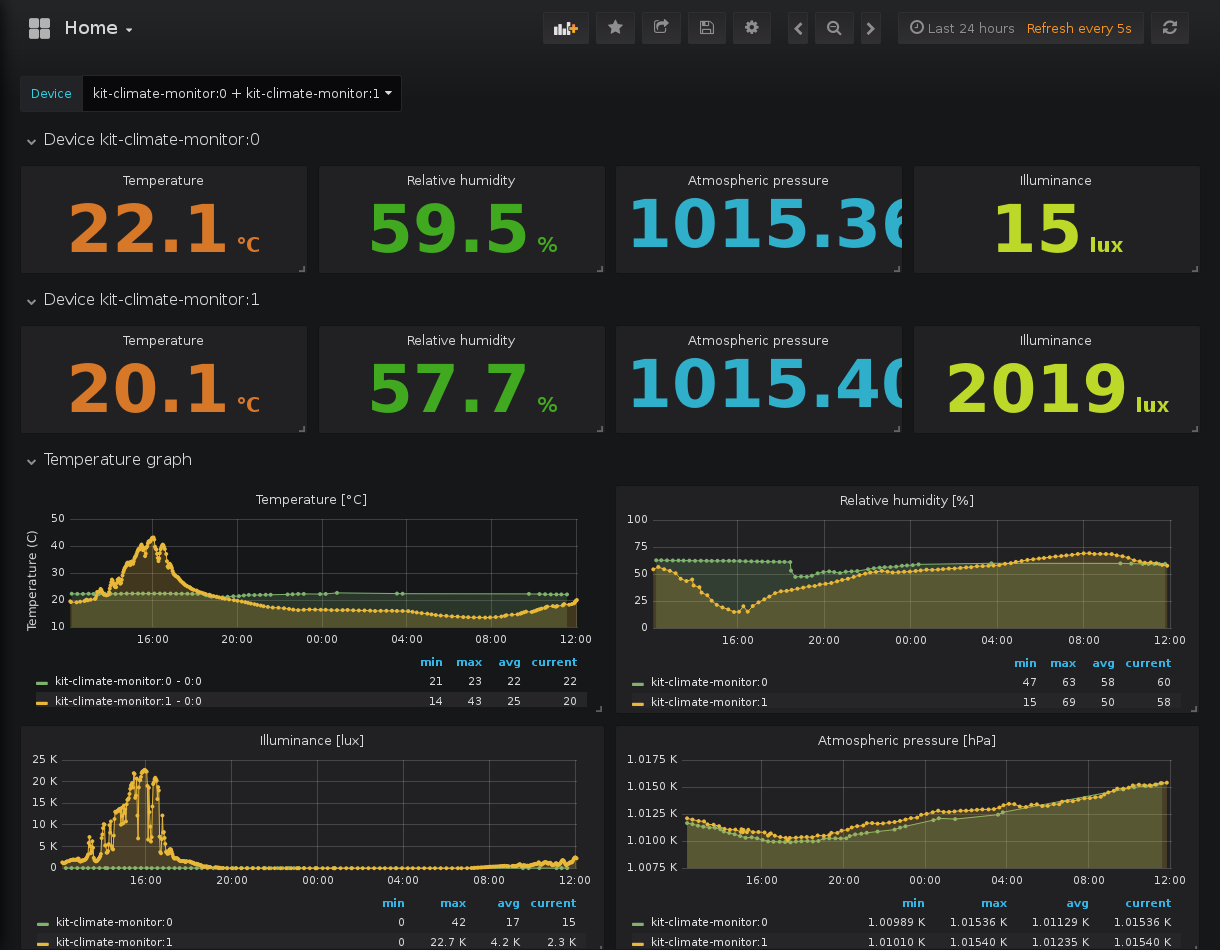 Home
Last 24 hours Refresh every 5s
Device kit-climate-monitor:0 + kit-climate-monitor:1
Device kit-climate-monitor:0
Temperature Relative humidity Atmospheric pressure Illuminance
22.1 °C 59.5 % 1015.36 15 lux
Device kit-climate-monitor:1
Temperature Relative humidity Atmospheric pressure Illuminance
20.1 °C 57.7 % 1015.40 2019 lux
Temperature graph
Temperature [°C]
Temperature (C)
50
40
30
20
10
16:00 20:00 00:00 04:00 08:00 12:00
min max avg current
kit-climate-monitor:0 - 0:0 21 23 22 22
kit-climate-monitor:1 - 0:0 14 43 25 20
Relative humidity [%]
100
75
50
25
0
16:00 20:00 00:00 04:00 08:00 12:00
min max avg current
kit-climate-monitor:0 47 63 58 60
kit-climate-monitor:1 15 69 50 58
Illuminance [lux]
25 K
20 K
15 K
10 K
5 K
0
16:00 20:00 00:00 04:00 08:00 12:00
min max avg current
kit-climate-monitor:0 0 42 17 15
kit-climate-monitor:1 0 22.7 K 4.2 K 2.3 K
Atmospheric pressure [hPa]
1.0175 K
1.0150 K
1.0125 K
1.0100 K
1.0075 K
16:00 20:00 00:00 04:00 08:00 12:00
min max avg current
kit-climate-monitor:0 1.00989 K 1.01536 K 1.01129 K 1.01536 K
kit-climate-monitor:1 1.01010 K 1.01540 K 1.01235 K 1.01540 K